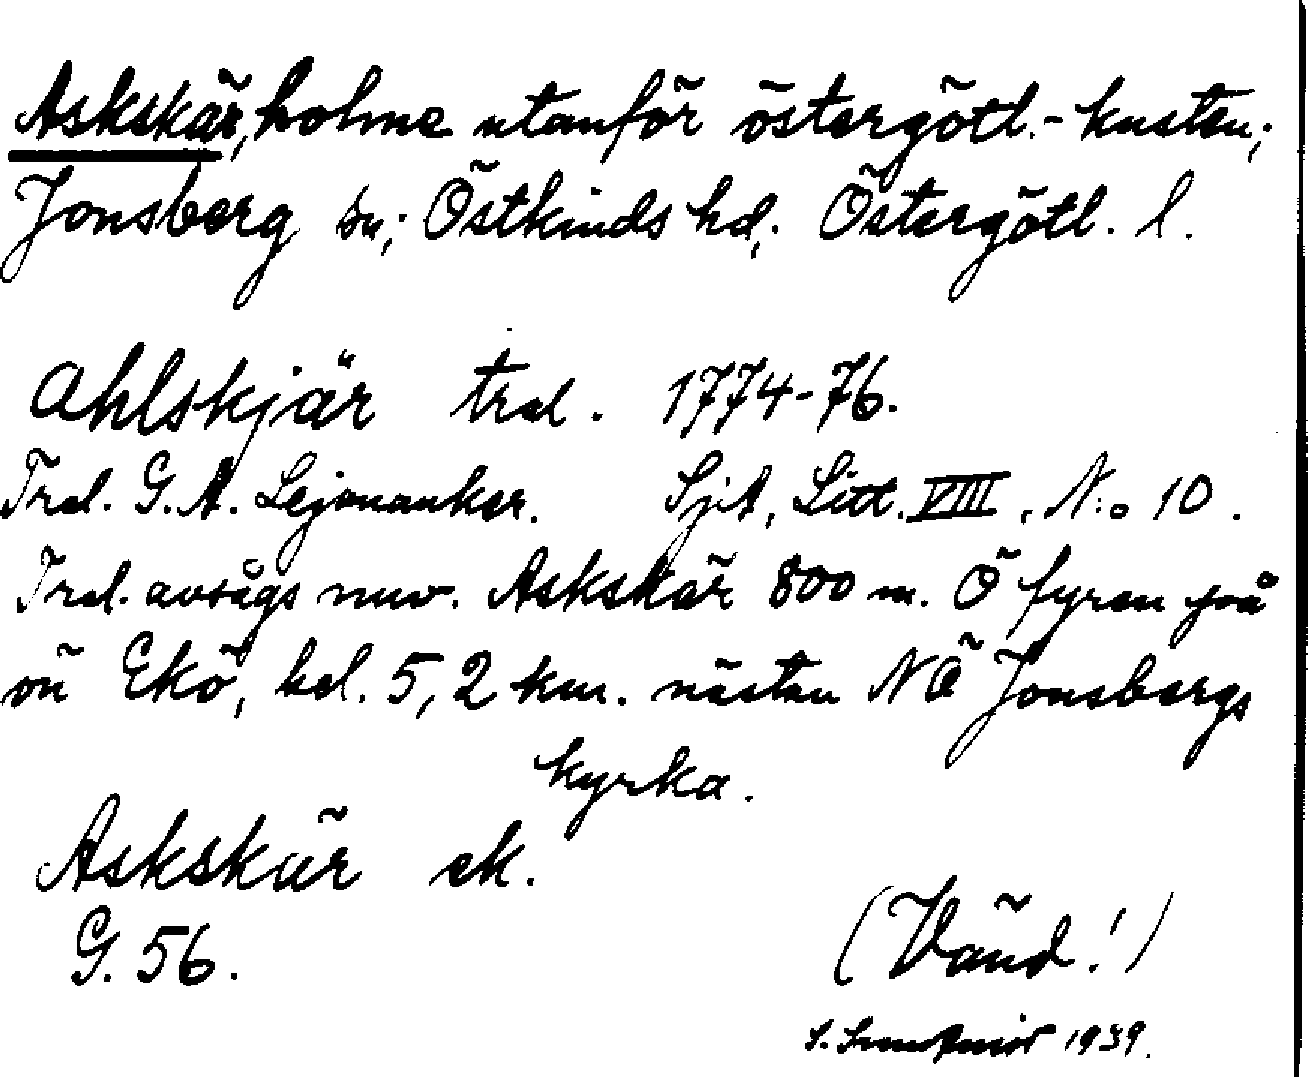 Askskär, holme utanför östergötl.-kusten;
Jonsberg sn; Östkinds hd; Östergötl. l.
Ahlskjär trol. 1774-76.
Trol. G. A. Lejonanker. SjA, Litt. VIII, N:o 10.
Trol. avsågs nuv. Askskär 800 m. Ö fyren på
ön Ekö, bel. 5,2 km. nästan NÖ Jonsbergs
kyrka.
Askskär ek.
G. 56.
(Vänd!)
S. 1939.